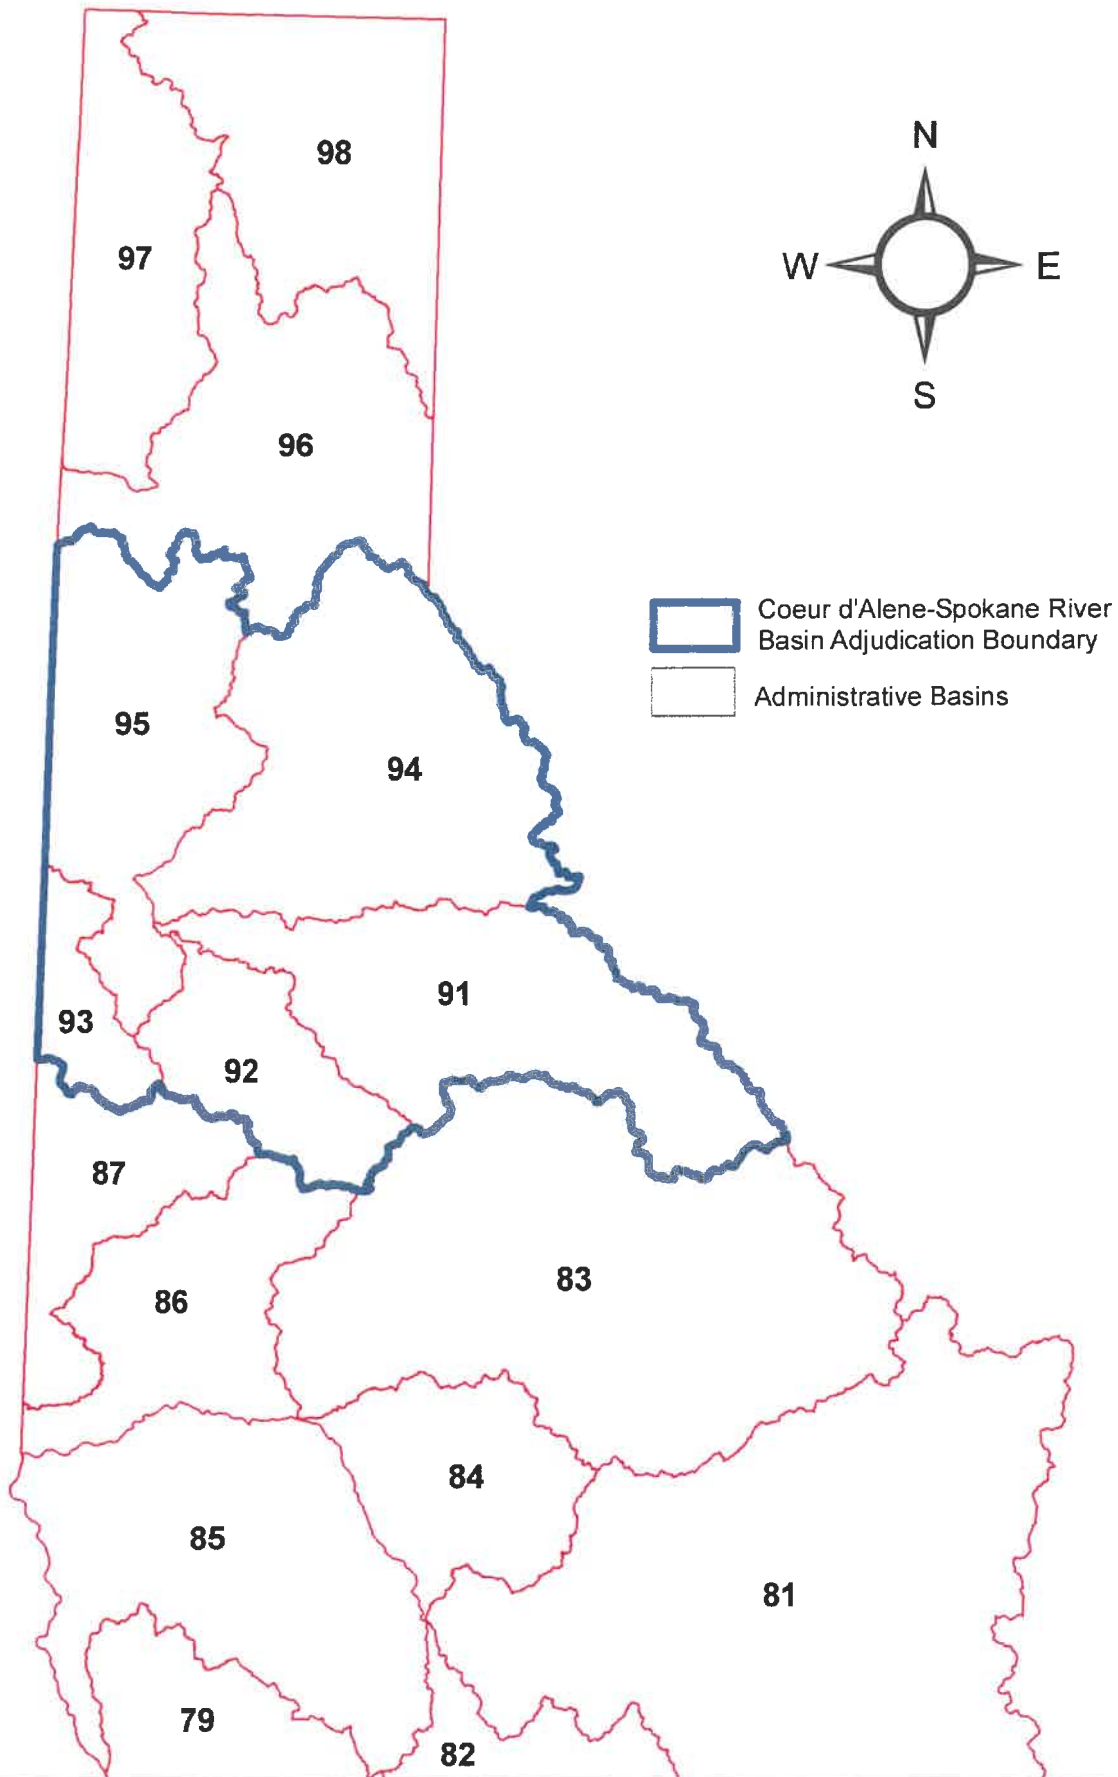 98
N
97
W
E
S
96
Coeur d'Alene-Spokane River
Basin Adjudication Boundary
Administrative Basins
95
94
91
93
92
87
83
86
84
85
81
79
82